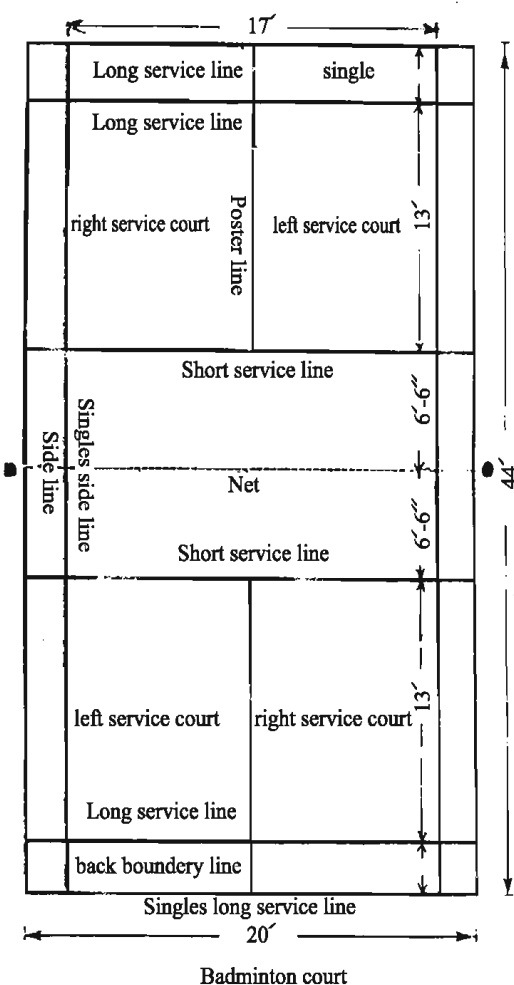 17′
Long service line single
Long service line
right service court
Poster line
left service court
13′
Short service line
6′-6″
Side line
Singles side line
Net
44′
6′-6″
Short service line
left service court
right service court
13′
Long service line
back boundery line
Singles long service line
20′
Badminton court